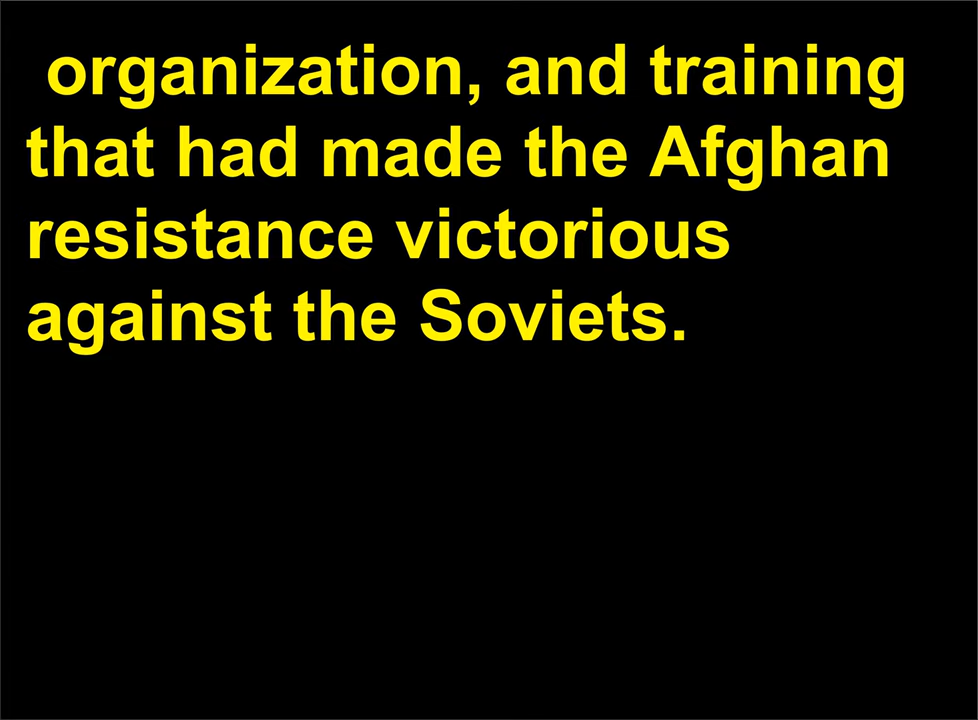 organization, and training
that had made the Afghan
resistance victorious
against the Soviets.